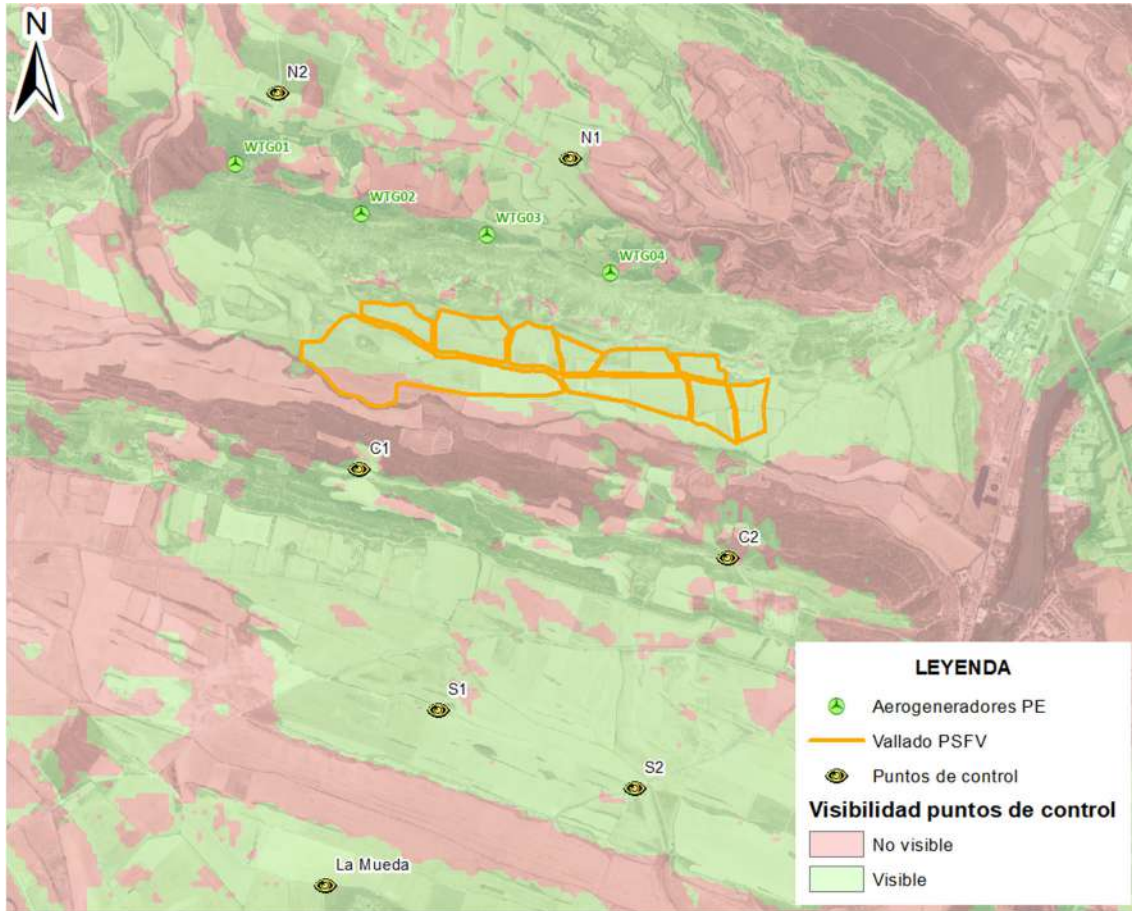 N
N2
N1
WTG01
WTG02
WTG03
WTG04
C1
C2
S1
S2
La Mueda
LEYENDA
Aerogeneradores PE
Vallado PSFV
Puntos de control
Visibilidad puntos de control
No visible
Visible